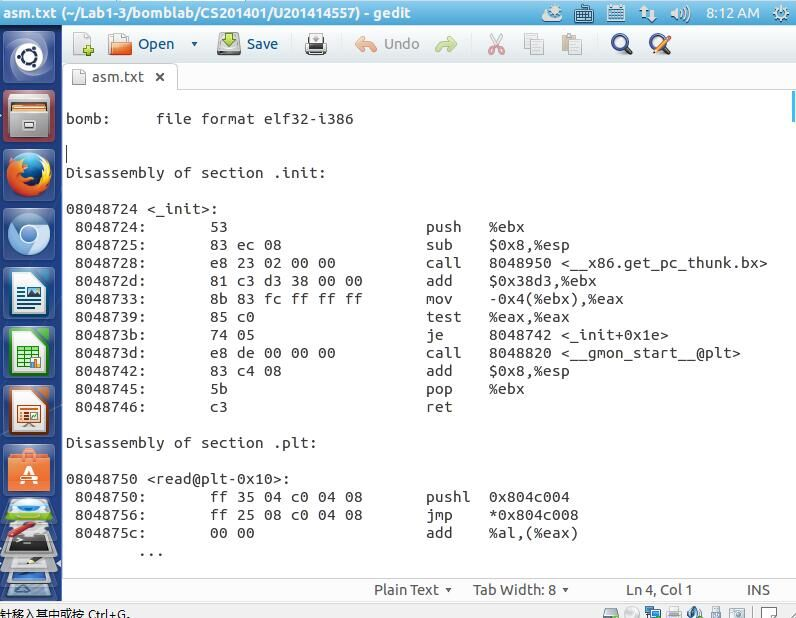 asm.txt (~/Lab1-3/bomblab/CS201401/U201414557) - gedit
8:12 AM
Open Save Undo
asm.txt ×
bomb:     file format elf32-i386
Disassembly of section .init:
08048724 <_init>:
 8048724:	53	push   %ebx
 8048725:	83 ec 08	sub    $0x8,%esp
 8048728:	e8 23 02 00 00	call   8048950 <__x86.get_pc_thunk.bx>
 804872d:	81 c3 d3 38 00 00	add    $0x38d3,%ebx
 8048733:	8b 83 fc ff ff ff	mov    -0x4(%ebx),%eax
 8048739:	85 c0	test   %eax,%eax
 804873b:	74 05	je     8048742 <_init+0x1e>
 804873d:	e8 de 00 00 00	call   8048820 <__gmon_start__@plt>
 8048742:	83 c4 08	add    $0x8,%esp
 8048745:	5b	pop    %ebx
 8048746:	c3	ret
Disassembly of section .plt:
08048750 <read@plt-0x10>:
 8048750:	ff 35 04 c0 04 08	pushl  0x804c004
 8048756:	ff 25 08 c0 04 08	jmp    *0x804c008
 804875c:	00 00	add    %al,(%eax)
	...
Plain Text Tab Width: 8 Ln 4, Col 1 INS
针移入其中或按 Ctrl+G。